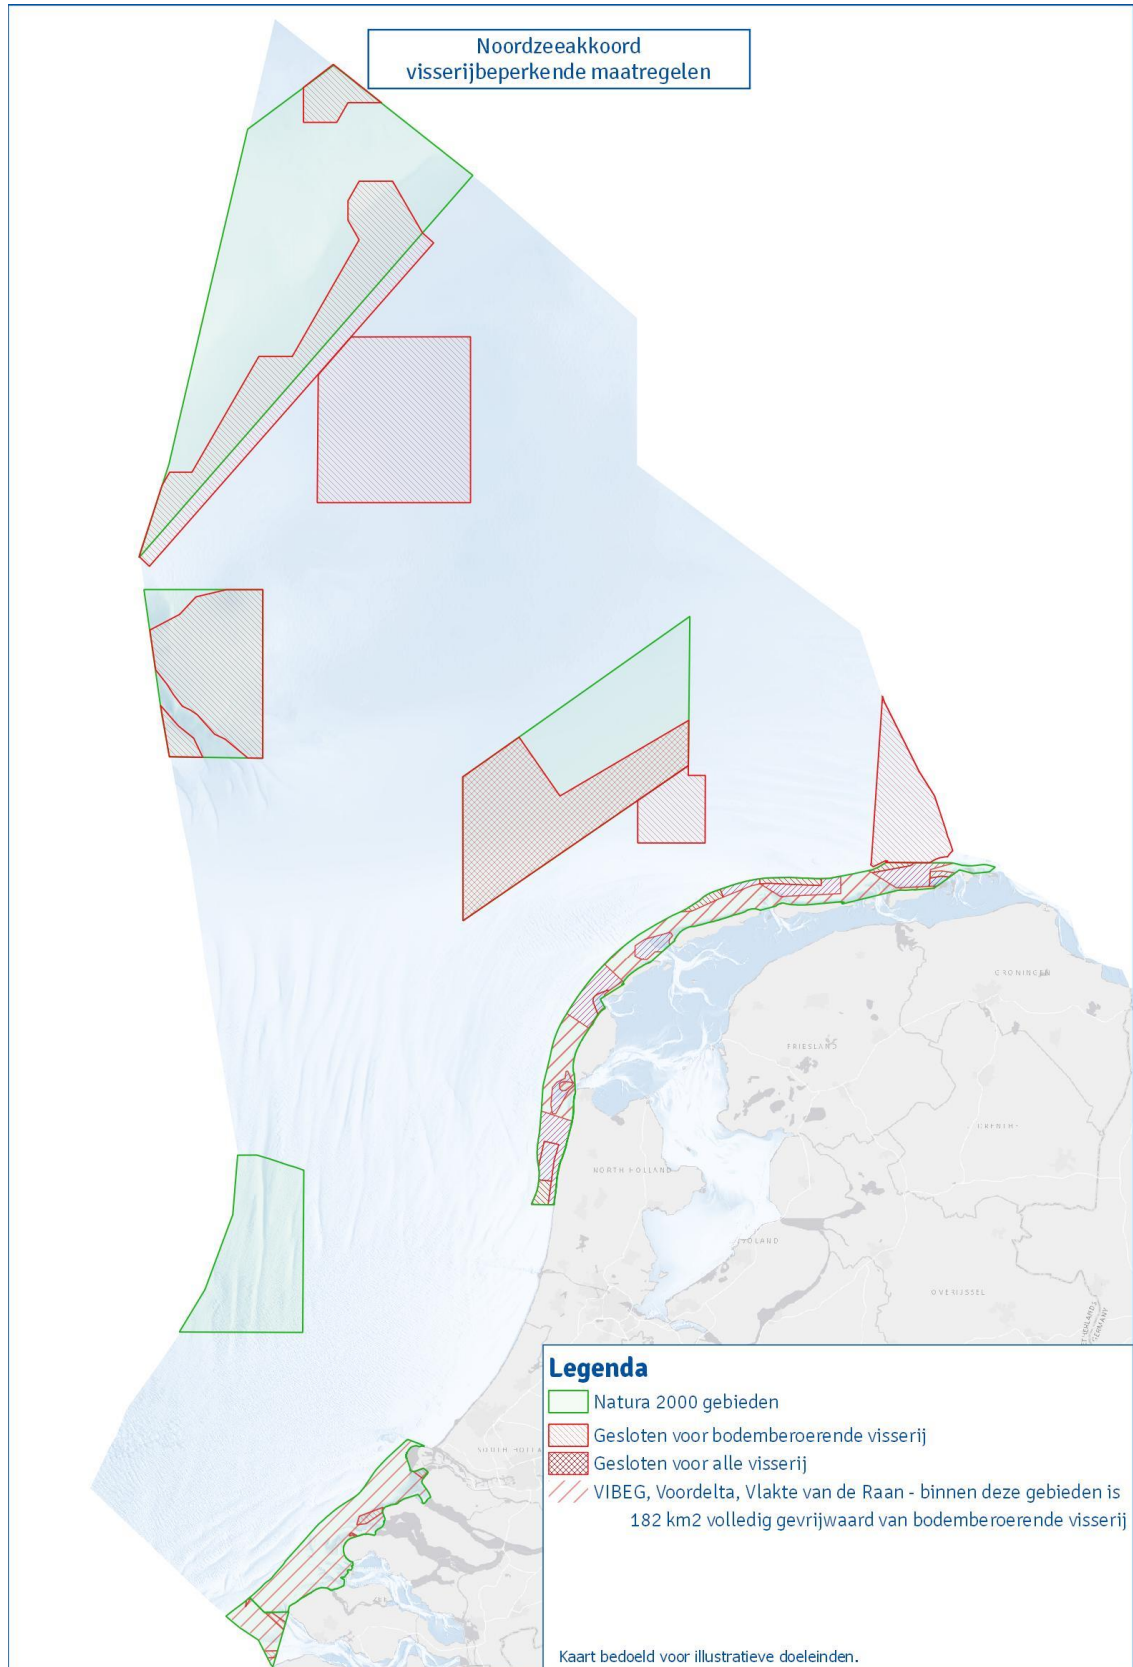 Noordzeeakkoord
visserijbeperkende maatregelen
GRONINGEN
FRIESLAND
NORTH HOLLAND
OVERIJSSEL
GERMANY
Legenda
Natura 2000 gebieden
Gesloten voor bodemberoerende visserij
Gesloten voor alle visserij
VIBEG, Voordelta, Vlakte van de Raan - binnen deze gebieden is
182 km2 volledig gevrijwaard van bodemberoerende visserij
Kaart bedoeld voor illustratieve doeleinden.